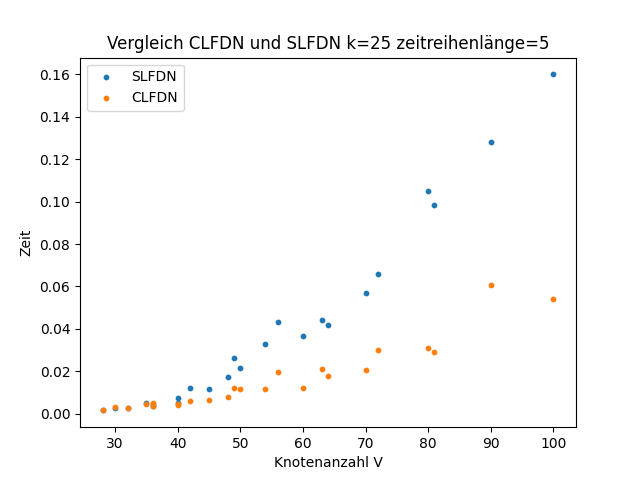 Vergleich CLFDN und SLFDN k=25 zeitreihenlänge=5
SLFDN
CLFDN
0.16
0.14
0.12
0.10
0.08
0.06
0.04
0.02
0.00
Zeit
30 40 50 60 70 80 90 100
Knotenanzahl V